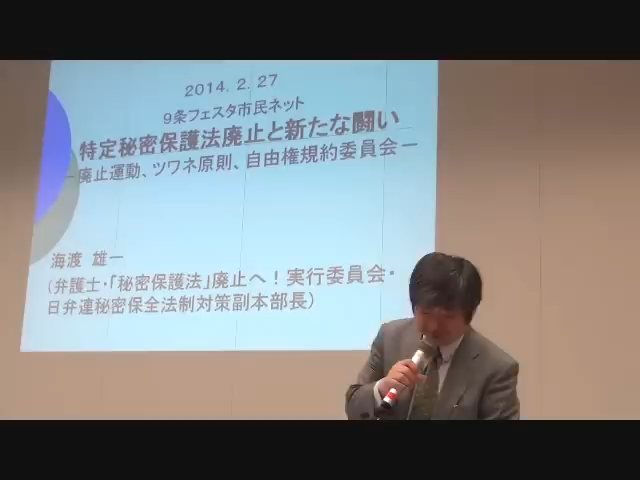 2014．2．27
9条フェスタ市民ネット
特定秘密保護法廃止と新たな闘い
－廃止運動、ツワネ原則、自由権規約委員会－
海渡 雄一
（弁護士・「秘密保護法」廃止へ！実行委員会・
日弁連秘密保全法制対策副本部長）